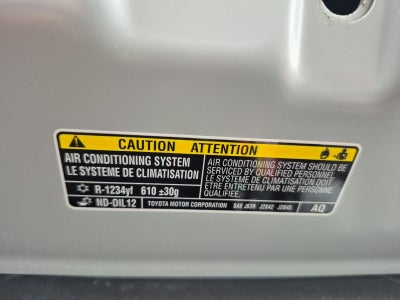 CAUTION ATTENTION
AIR CONDITIONING SYSTEM
LE SYSTEME DE CLIMATISATION
R-1234yf 610 ±30g
ND-OIL12
AIR CONDITIONING SYSTEM SHOULD BE
SERVICED BY QUALIFIED PERSONNEL.
LE SYSTEME DE CLIMATISATION DOIT
ETRE ENTRETENU PAR UNE PERSONNE
QUALIFIEE.
TOYOTA MOTOR CORPORATION SAE J639 J2842 J2845 AO